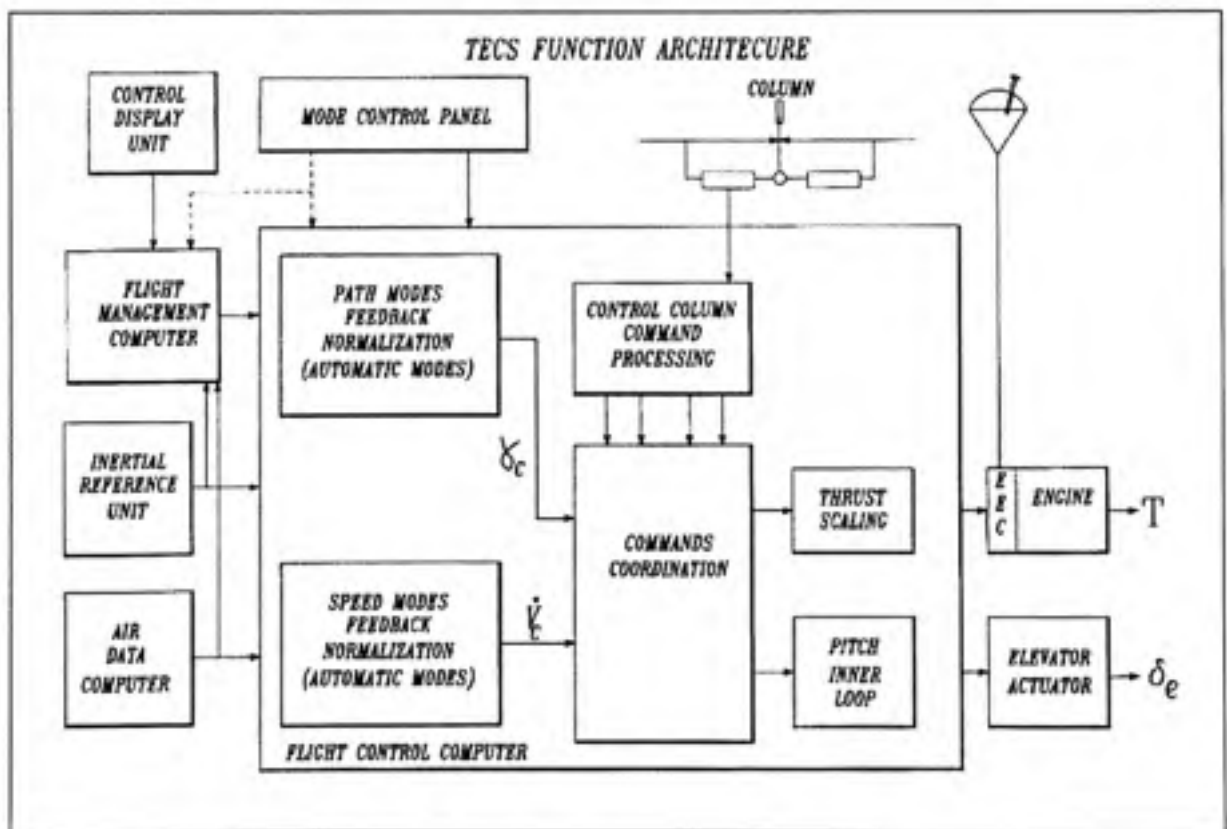 TECS FUNCTION ARCHITECURE
CONTROL
DISPLAY
UNIT
MODE CONTROL PANEL
COLUMN
FLIGHT
MANAGEMENT
COMPUTER
PATH MODES
FEEDBACK
NORMALIZATION
(AUTOMATIC MODES)
CONTROL COLUMN
COMMAND
PROCESSING
INERTIAL
REFERENCE
UNIT
γc
COMMANDS
COORDINATION
THRUST
SCALING
EEC
ENGINE
T
AIR
DATA
COMPUTER
SPEED MODES
FEEDBACK
NORMALIZATION
(AUTOMATIC MODES)
V̇c
PITCH
INNER
LOOP
ELEVATOR
ACTUATOR
δe
FLIGHT CONTROL COMPUTER